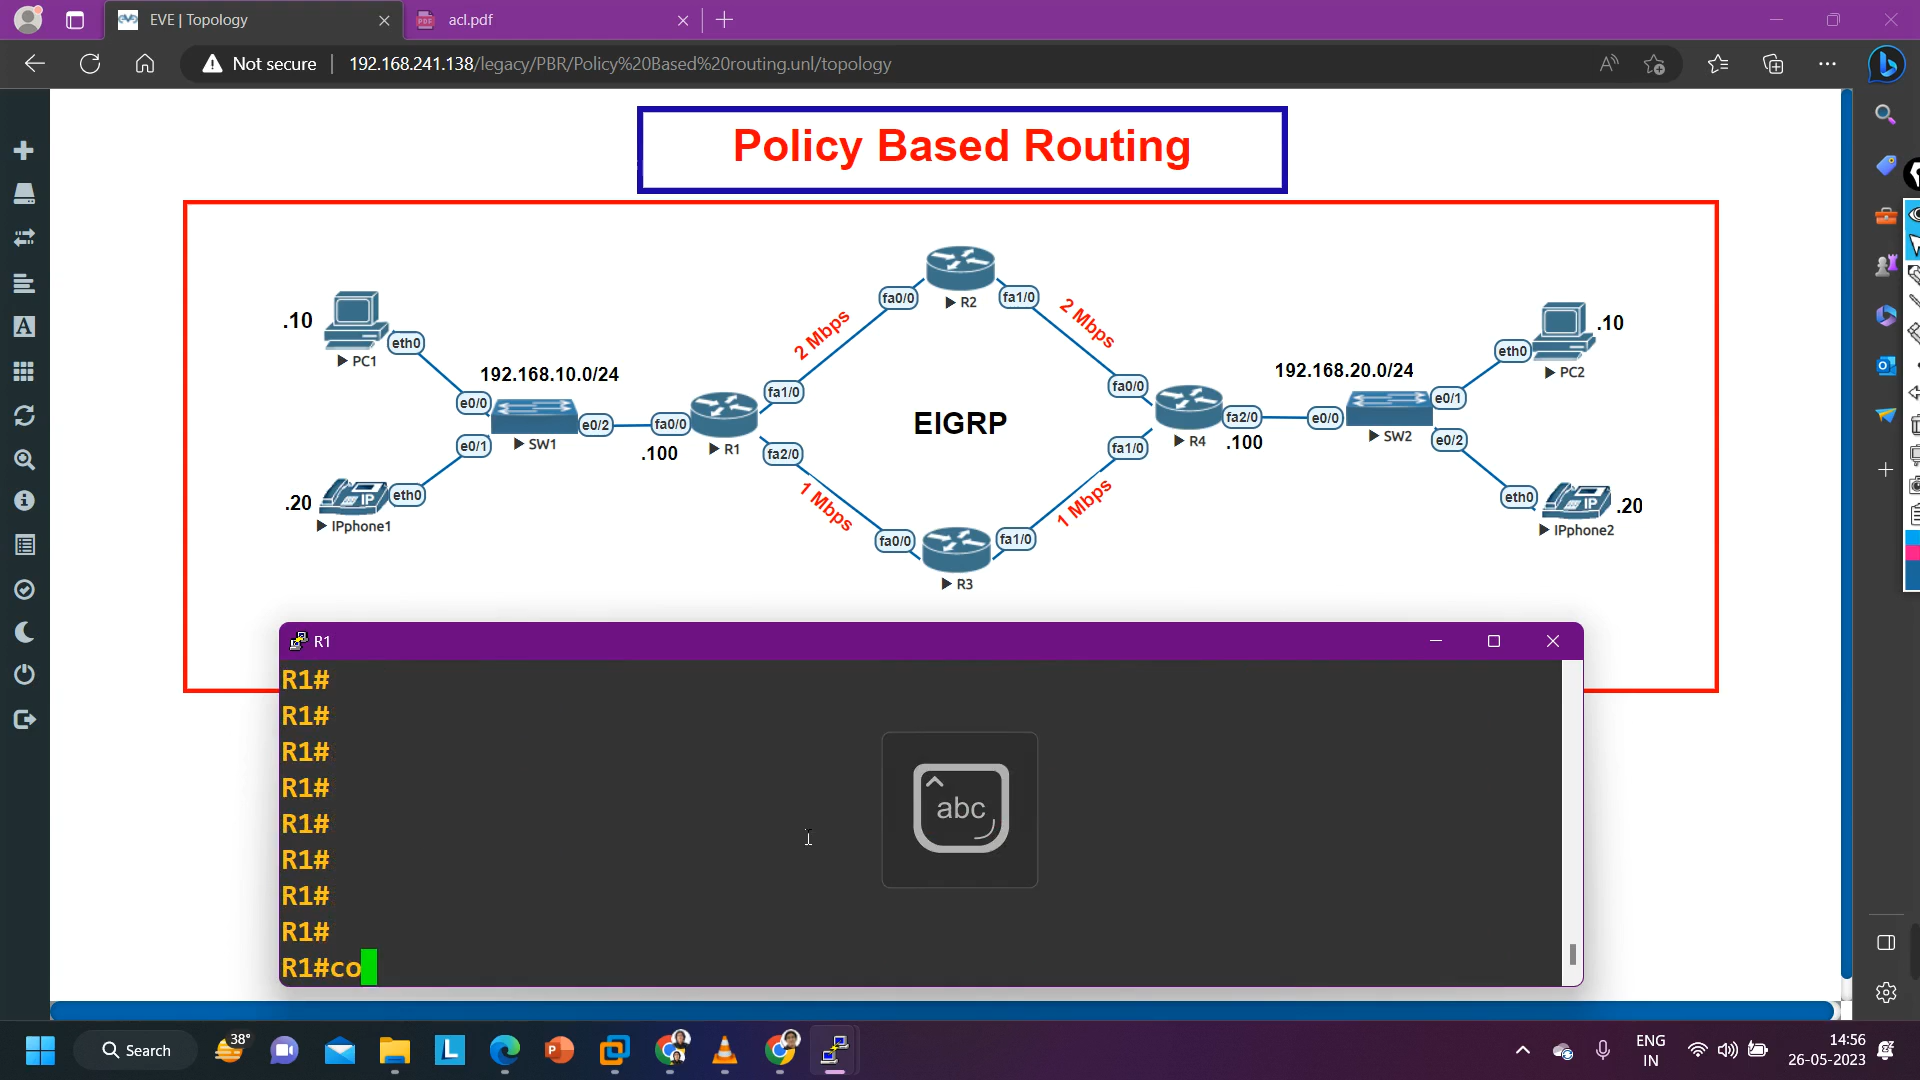 EVE | Topology
acl.pdf
Not secure
192.168.241.138/legacy/PBR/Policy%20Based%20routing.unl/topology
Policy Based Routing
R2
fa0/0
fa1/0
2 Mbps
2 Mbps
.10
eth0
PC1
192.168.10.0/24
e0/0
e0/1
e0/2
SW1
fa0/0
.100
R1
fa1/0
fa2/0
EIGRP
fa0/0
fa1/0
R4
fa2/0
.100
192.168.20.0/24
e0/0
e0/1
e0/2
SW2
eth0
.10
PC2
.20
IP
eth0
IPphone1
1 Mbps
1 Mbps
fa0/0
fa1/0
R3
eth0
IP
.20
IPphone2
R1
R1#
R1#
R1#
R1#
R1#
R1#
R1#
R1#
R1#co
abc
38°
Search
ENG
IN
14:56
26-05-2023